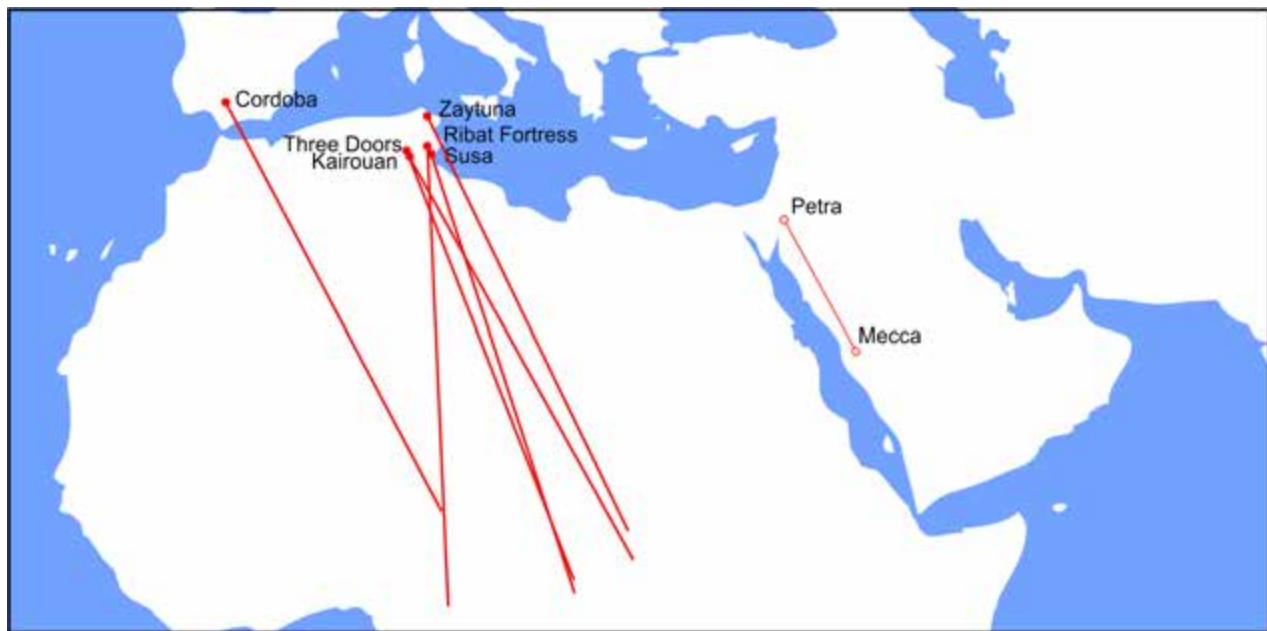 Cordoba
Zaytuna
Ribat Fortress
Three Doors
Susa
Kairouan
Petra
Mecca